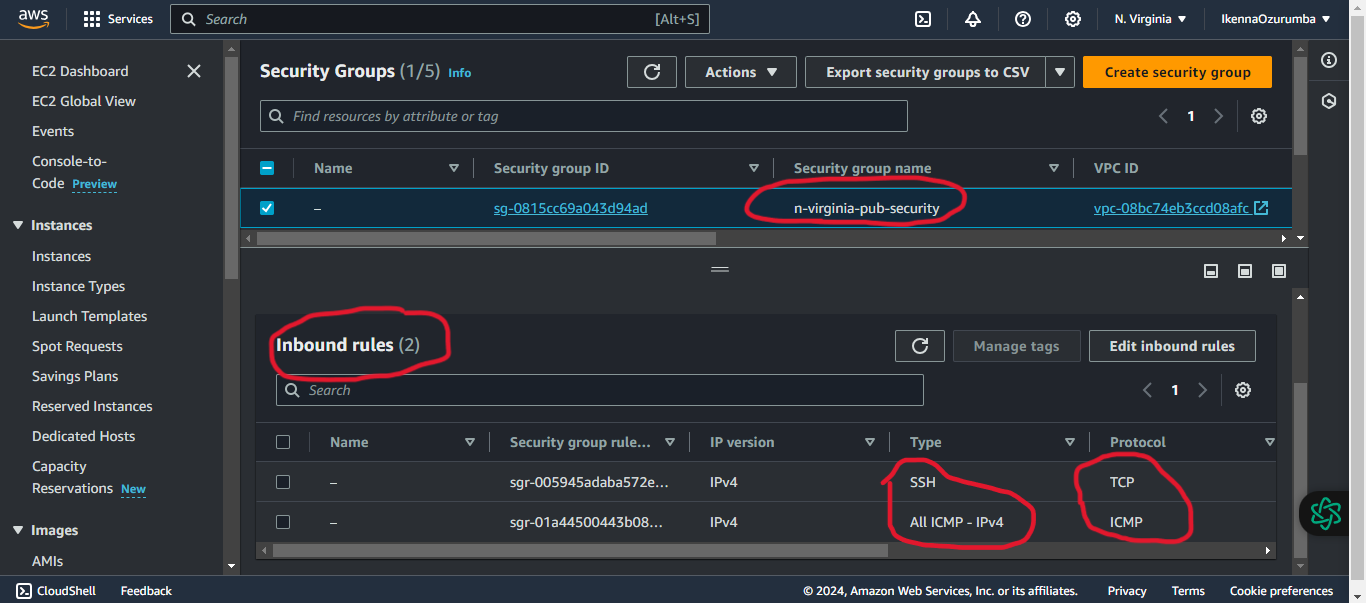 aws Services Search [Alt+S] N. Virginia IkennaOzurumba
EC2 Dashboard
EC2 Global View
Events
Console-to-
Code Preview
Instances
Instances
Instance Types
Launch Templates
Spot Requests
Savings Plans
Reserved Instances
Dedicated Hosts
Capacity
Reservations New
Images
AMIs
Security Groups (1/5) Info
Actions Export security groups to CSV Create security group
Find resources by attribute or tag 1
Name Security group ID Security group name VPC ID
– sg-0815cc69a043d94ad n-virginia-pub-security vpc-08bc74eb3ccd08afc
Inbound rules (2) Manage tags Edit inbound rules
Search 1
Name Security group rule... IP version Type Protocol
– sgr-005945adaba572e... IPv4 SSH TCP
– sgr-01a44500443b08... IPv4 All ICMP - IPv4 ICMP
CloudShell Feedback © 2024, Amazon Web Services, Inc. or its affiliates. Privacy Terms Cookie preferences